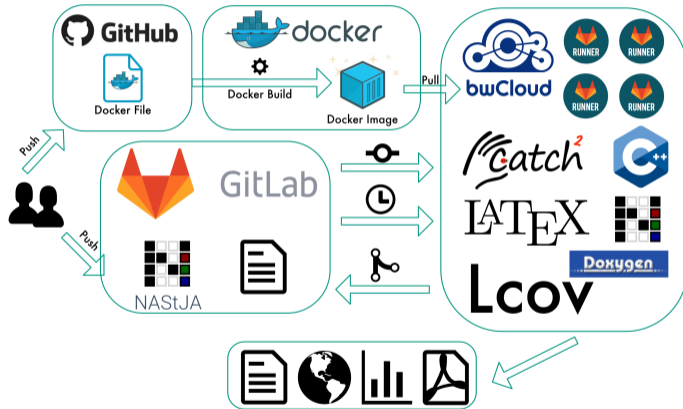 GitHub
Docker File
docker
Docker Build
Docker Image
Pull
bwCloud
RUNNER
RUNNER
RUNNER
RUNNER
Push
GitLab
Catch2
C++
LATEX
Push
NAStJA
Doxygen
Lcov